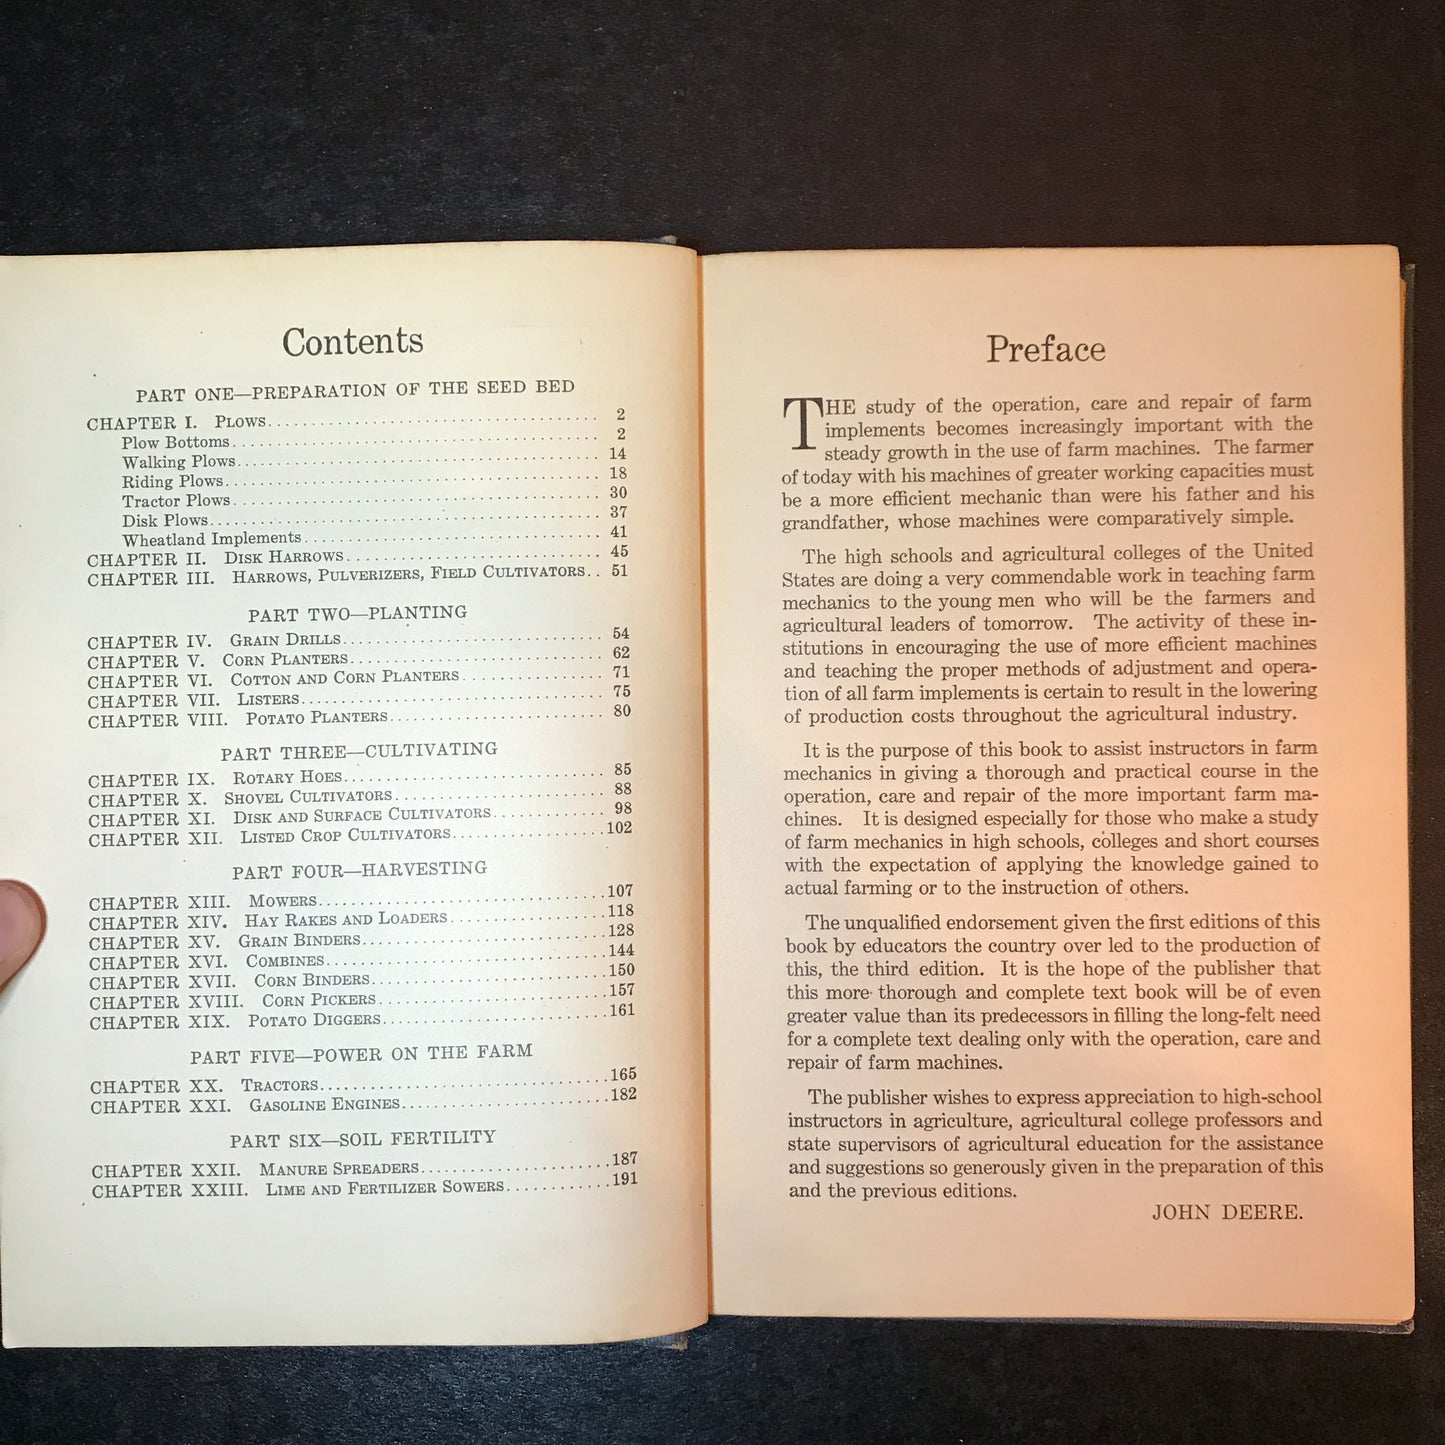 Contents
PART ONE—PREPARATION OF THE SEED BED
CHAPTER I. PLOWS.......... 2
Plow Bottoms.......... 2
Walking Plows.......... 14
Riding Plows.......... 18
Tractor Plows.......... 30
Disk Plows.......... 37
Wheatland Implements.......... 41
CHAPTER II. DISK HARROWS.......... 45
CHAPTER III. HARROWS, PULVERIZERS, FIELD CULTIVATORS.. 51
PART TWO—PLANTING
CHAPTER IV. GRAIN DRILLS.......... 54
CHAPTER V. CORN PLANTERS.......... 62
CHAPTER VI. COTTON AND CORN PLANTERS.......... 71
CHAPTER VII. LISTERS.......... 75
CHAPTER VIII. POTATO PLANTERS.......... 80
PART THREE—CULTIVATING
CHAPTER IX. ROTARY HOES.......... 85
CHAPTER X. SHOVEL CULTIVATORS.......... 88
CHAPTER XI. DISK AND SURFACE CULTIVATORS.......... 98
CHAPTER XII. LISTED CROP CULTIVATORS..........102
PART FOUR—HARVESTING
CHAPTER XIII. MOWERS..........107
CHAPTER XIV. HAY RAKES AND LOADERS..........118
CHAPTER XV. GRAIN BINDERS..........128
CHAPTER XVI. COMBINES..........144
CHAPTER XVII. CORN BINDERS..........150
CHAPTER XVIII. CORN PICKERS..........157
CHAPTER XIX. POTATO DIGGERS..........161
PART FIVE—POWER ON THE FARM
CHAPTER XX. TRACTORS..........165
CHAPTER XXI. GASOLINE ENGINES..........182
PART SIX—SOIL FERTILITY
CHAPTER XXII. MANURE SPREADERS..........187
CHAPTER XXIII. LIME AND FERTILIZER SOWERS..........191
Preface
THE study of the operation, care and repair of farm
implements becomes increasingly important with the
steady growth in the use of farm machines. The farmer
of today with his machines of greater working capacities must
be a more efficient mechanic than were his father and his
grandfather, whose machines were comparatively simple.
The high schools and agricultural colleges of the United
States are doing a very commendable work in teaching farm
mechanics to the young men who will be the farmers and
agricultural leaders of tomorrow. The activity of these in-
stitutions in encouraging the use of more efficient machines
and teaching the proper methods of adjustment and opera-
tion of all farm implements is certain to result in the lowering
of production costs throughout the agricultural industry.
It is the purpose of this book to assist instructors in farm
mechanics in giving a thorough and practical course in the
operation, care and repair of the more important farm ma-
chines. It is designed especially for those who make a study
of farm mechanics in high schools, colleges and short courses
with the expectation of applying the knowledge gained to
actual farming or to the instruction of others.
The unqualified endorsement given the first editions of this
book by educators the country over led to the production of
this, the third edition. It is the hope of the publisher that
this more thorough and complete text book will be of even
greater value than its predecessors in filling the long-felt need
for a complete text dealing only with the operation, care and
repair of farm machines.
The publisher wishes to express appreciation to high-school
instructors in agriculture, agricultural college professors and
state supervisors of agricultural education for the assistance
and suggestions so generously given in the preparation of this
and the previous editions.
JOHN DEERE.